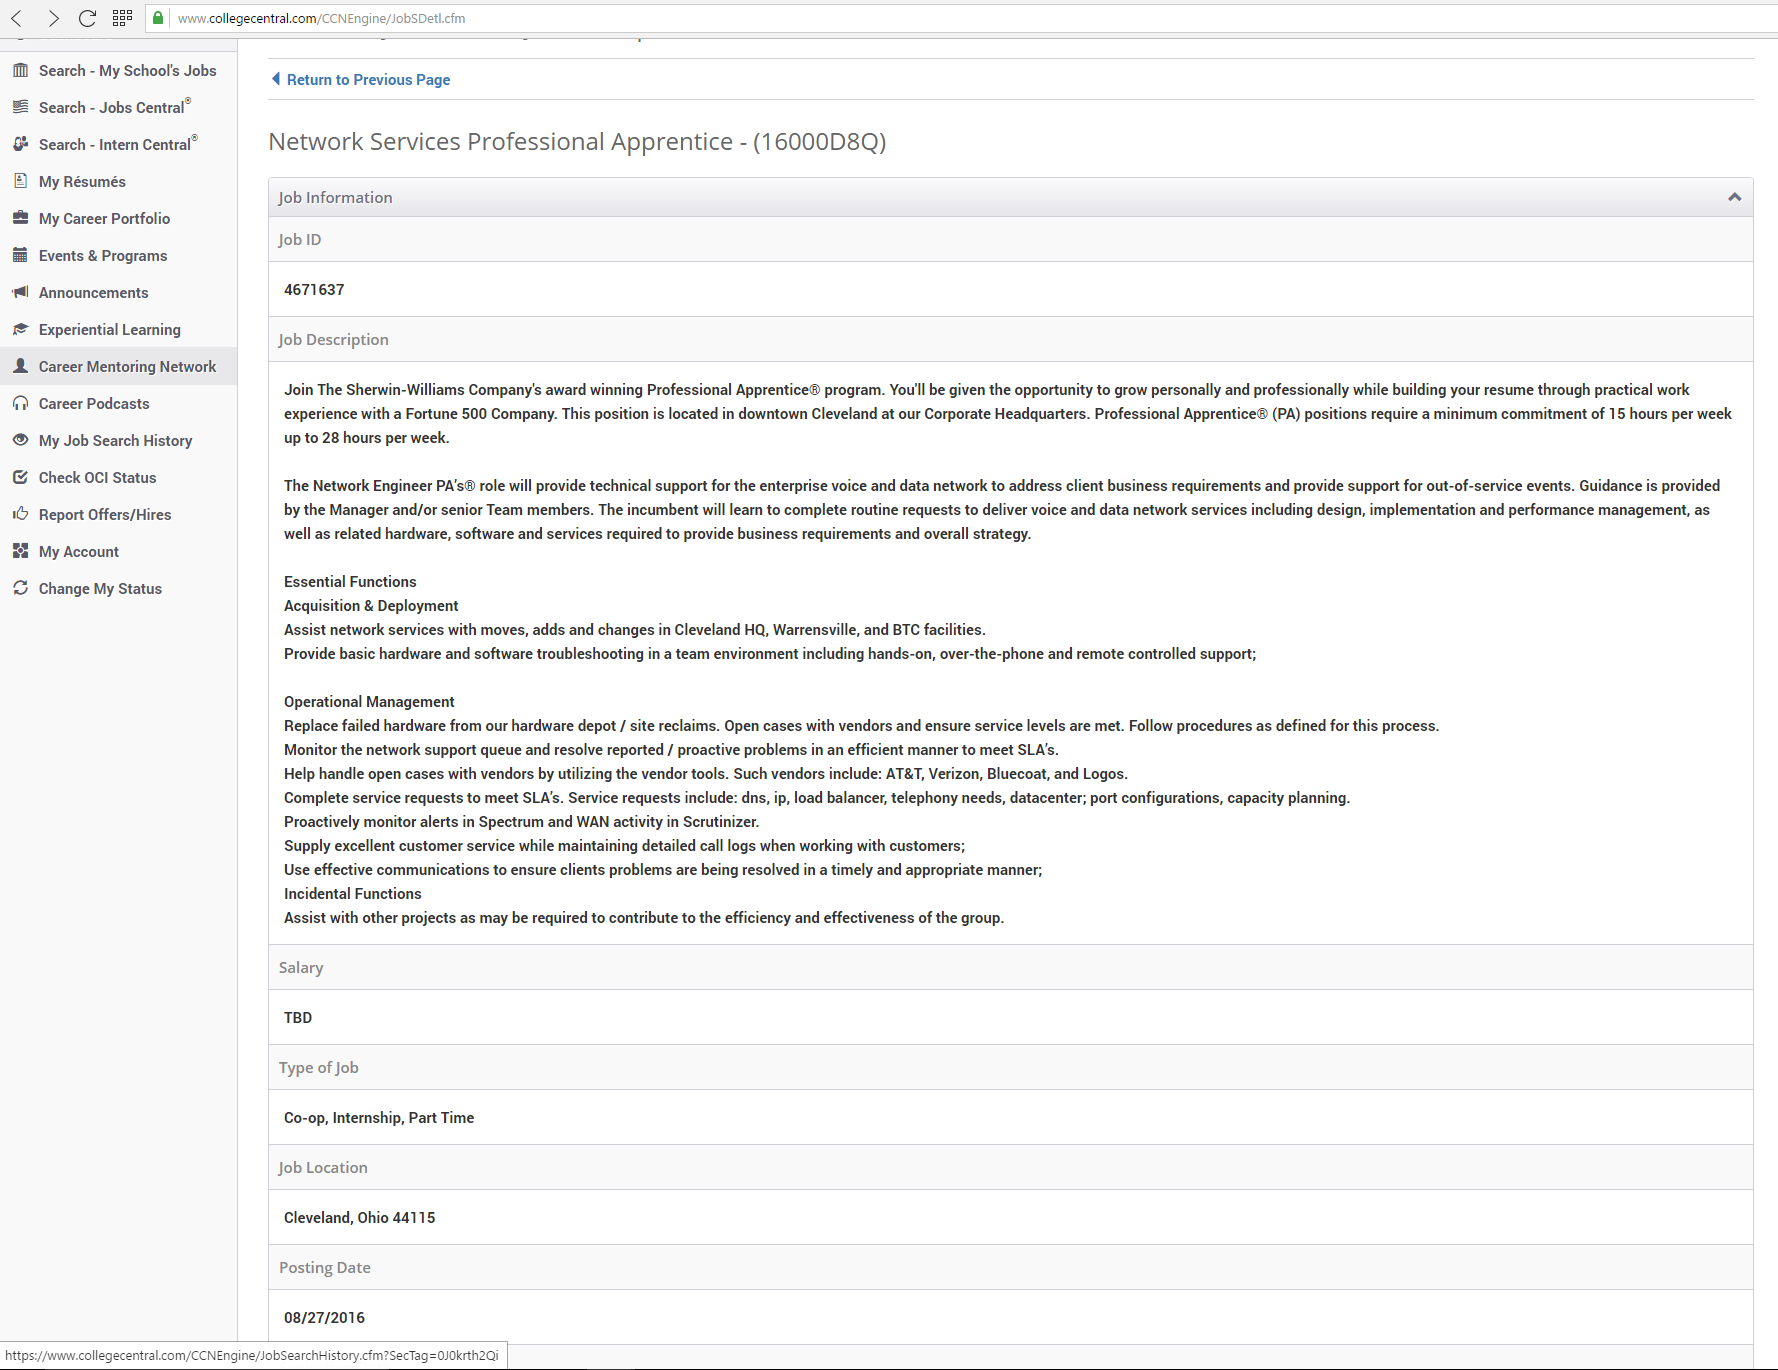 www.collegecentral.com/CCNEngine/JobSDetl.cfm
Search - My School's Jobs
Search - Jobs Central®
Search - Intern Central®
My Résumés
My Career Portfolio
Events & Programs
Announcements
Experiential Learning
Career Mentoring Network
Career Podcasts
My Job Search History
Check OCI Status
Report Offers/Hires
My Account
Change My Status
Return to Previous Page
Network Services Professional Apprentice - (16000D8Q)
Job Information
Job ID
4671637
Job Description
Join The Sherwin-Williams Company's award winning Professional Apprentice® program. You'll be given the opportunity to grow personally and professionally while building your resume through practical work
experience with a Fortune 500 Company. This position is located in downtown Cleveland at our Corporate Headquarters. Professional Apprentice® (PA) positions require a minimum commitment of 15 hours per week
up to 28 hours per week.
The Network Engineer PA's® role will provide technical support for the enterprise voice and data network to address client business requirements and provide support for out-of-service events. Guidance is provided
by the Manager and/or senior Team members. The incumbent will learn to complete routine requests to deliver voice and data network services including design, implementation and performance management, as
well as related hardware, software and services required to provide business requirements and overall strategy.
Essential Functions
Acquisition & Deployment
Assist network services with moves, adds and changes in Cleveland HQ, Warrensville, and BTC facilities.
Provide basic hardware and software troubleshooting in a team environment including hands-on, over-the-phone and remote controlled support;
Operational Management
Replace failed hardware from our hardware depot / site reclaims. Open cases with vendors and ensure service levels are met. Follow procedures as defined for this process.
Monitor the network support queue and resolve reported / proactive problems in an efficient manner to meet SLA's.
Help handle open cases with vendors by utilizing the vendor tools. Such vendors include: AT&T, Verizon, Bluecoat, and Logos.
Complete service requests to meet SLA's. Service requests include: dns, ip, load balancer, telephony needs, datacenter; port configurations, capacity planning.
Proactively monitor alerts in Spectrum and WAN activity in Scrutinizer.
Supply excellent customer service while maintaining detailed call logs when working with customers;
Use effective communications to ensure clients problems are being resolved in a timely and appropriate manner;
Incidental Functions
Assist with other projects as may be required to contribute to the efficiency and effectiveness of the group.
Salary
TBD
Type of Job
Co-op, Internship, Part Time
Job Location
Cleveland, Ohio 44115
Posting Date
08/27/2016
https://www.collegecentral.com/CCNEngine/JobSearchHistory.cfm?SecTag=0J0krth2Qi